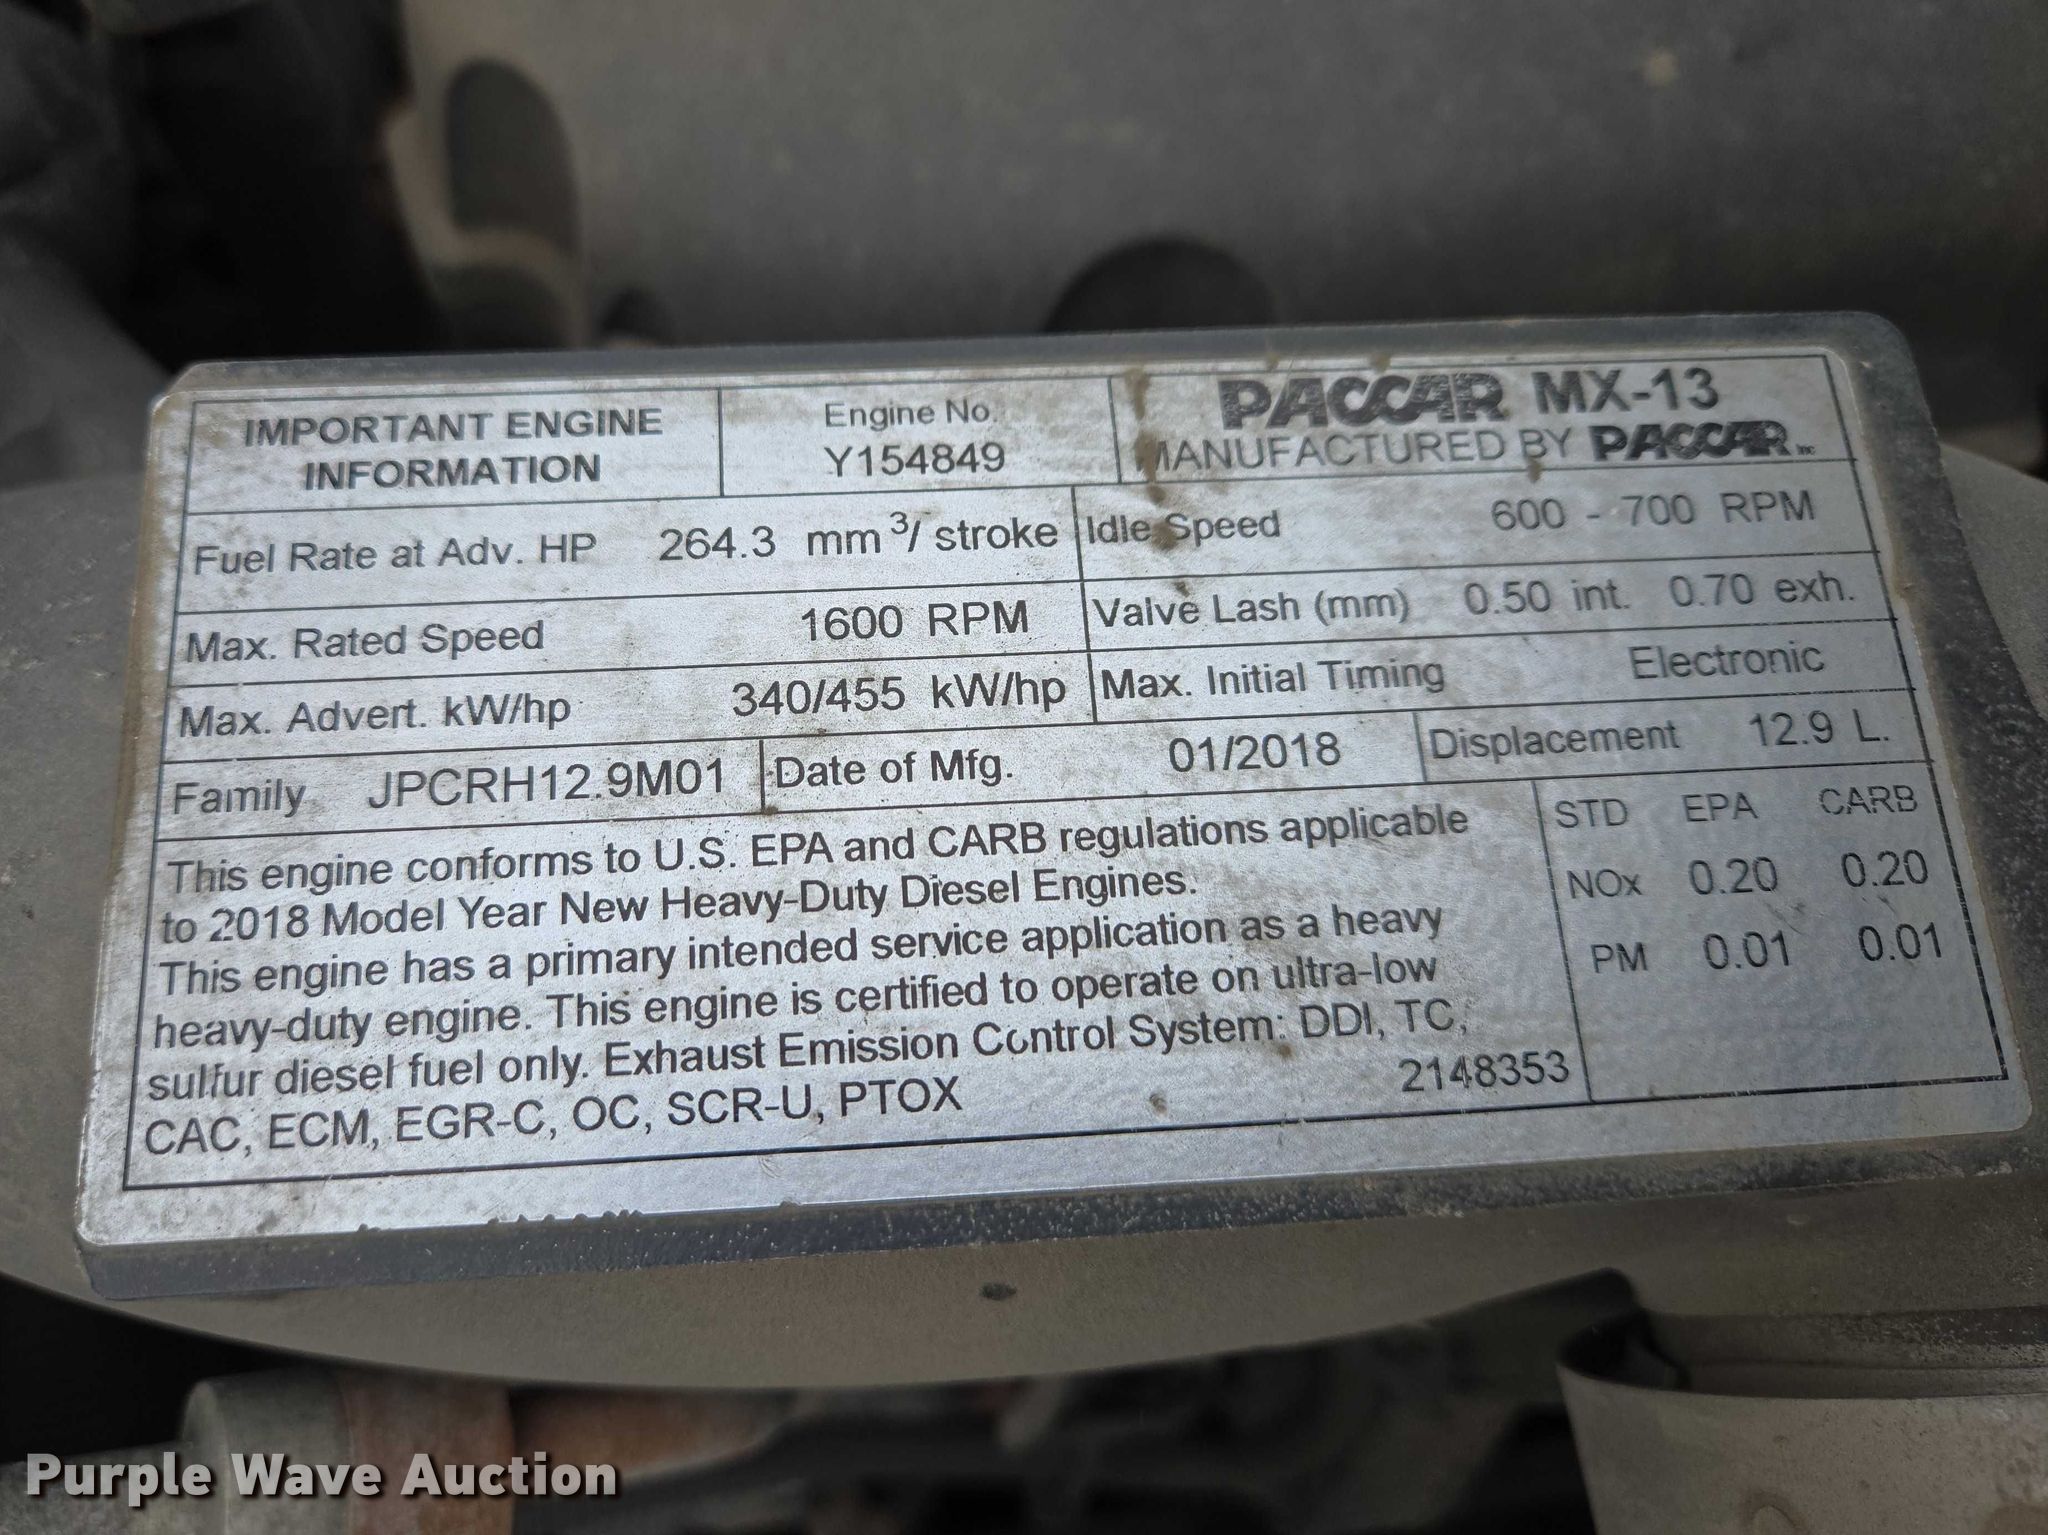 IMPORTANT ENGINE
INFORMATION
Engine No.
Y154849
PACCAR MX-13
MANUFACTURED BY PACCAR Inc
Fuel Rate at Adv. HP 264.3 mm³/ stroke
Idle Speed 600 - 700 RPM
Max. Rated Speed 1600 RPM
Valve Lash (mm) 0.50 int. 0.70 exh.
Max. Advert. kW/hp 340/455 kW/hp
Max. Initial Timing Electronic
Family JPCRH12.9M01
Date of Mfg. 01/2018
Displacement 12.9 L.
This engine conforms to U.S. EPA and CARB regulations applicable
to 2018 Model Year New Heavy-Duty Diesel Engines.
This engine has a primary intended service application as a heavy
heavy-duty engine. This engine is certified to operate on ultra-low
sulfur diesel fuel only. Exhaust Emission Control System: DDI, TC,
CAC, ECM, EGR-C, OC, SCR-U, PTOX
2148353
STD EPA CARB
NOx 0.20 0.20
PM 0.01 0.01
Purple Wave Auction